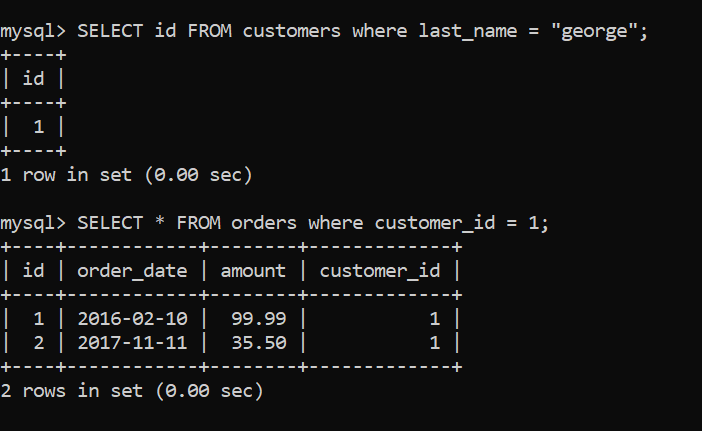 mysql> SELECT id FROM customers where last_name = "george";
+----+
| id |
+----+
|  1 |
+----+
1 row in set (0.00 sec)

mysql> SELECT * FROM orders where customer_id = 1;
+----+------------+--------+-------------+
| id | order_date | amount | customer_id |
+----+------------+--------+-------------+
|  1 | 2016-02-10 |  99.99 |           1 |
|  2 | 2017-11-11 |  35.50 |           1 |
+----+------------+--------+-------------+
2 rows in set (0.00 sec)